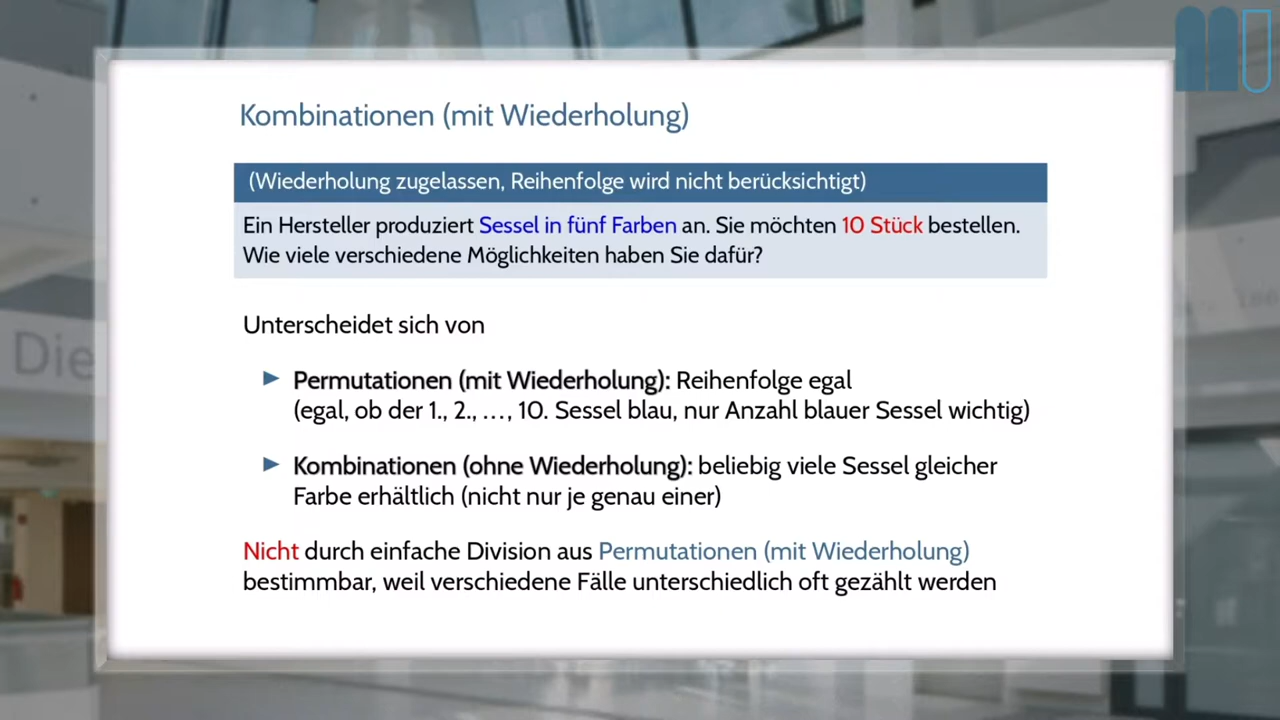 Kombinationen (mit Wiederholung)
(Wiederholung zugelassen, Reihenfolge wird nicht berücksichtigt)
Ein Hersteller produziert Sessel in fünf Farben an. Sie möchten 10 Stück bestellen.
Wie viele verschiedene Möglichkeiten haben Sie dafür?
Unterscheidet sich von
Permutationen (mit Wiederholung): Reihenfolge egal
(egal, ob der 1., 2., ..., 10. Sessel blau, nur Anzahl blauer Sessel wichtig)
Kombinationen (ohne Wiederholung): beliebig viele Sessel gleicher
Farbe erhältlich (nicht nur je genau einer)
Nicht durch einfache Division aus Permutationen (mit Wiederholung)
bestimmbar, weil verschiedene Fälle unterschiedlich oft gezählt werden
Die